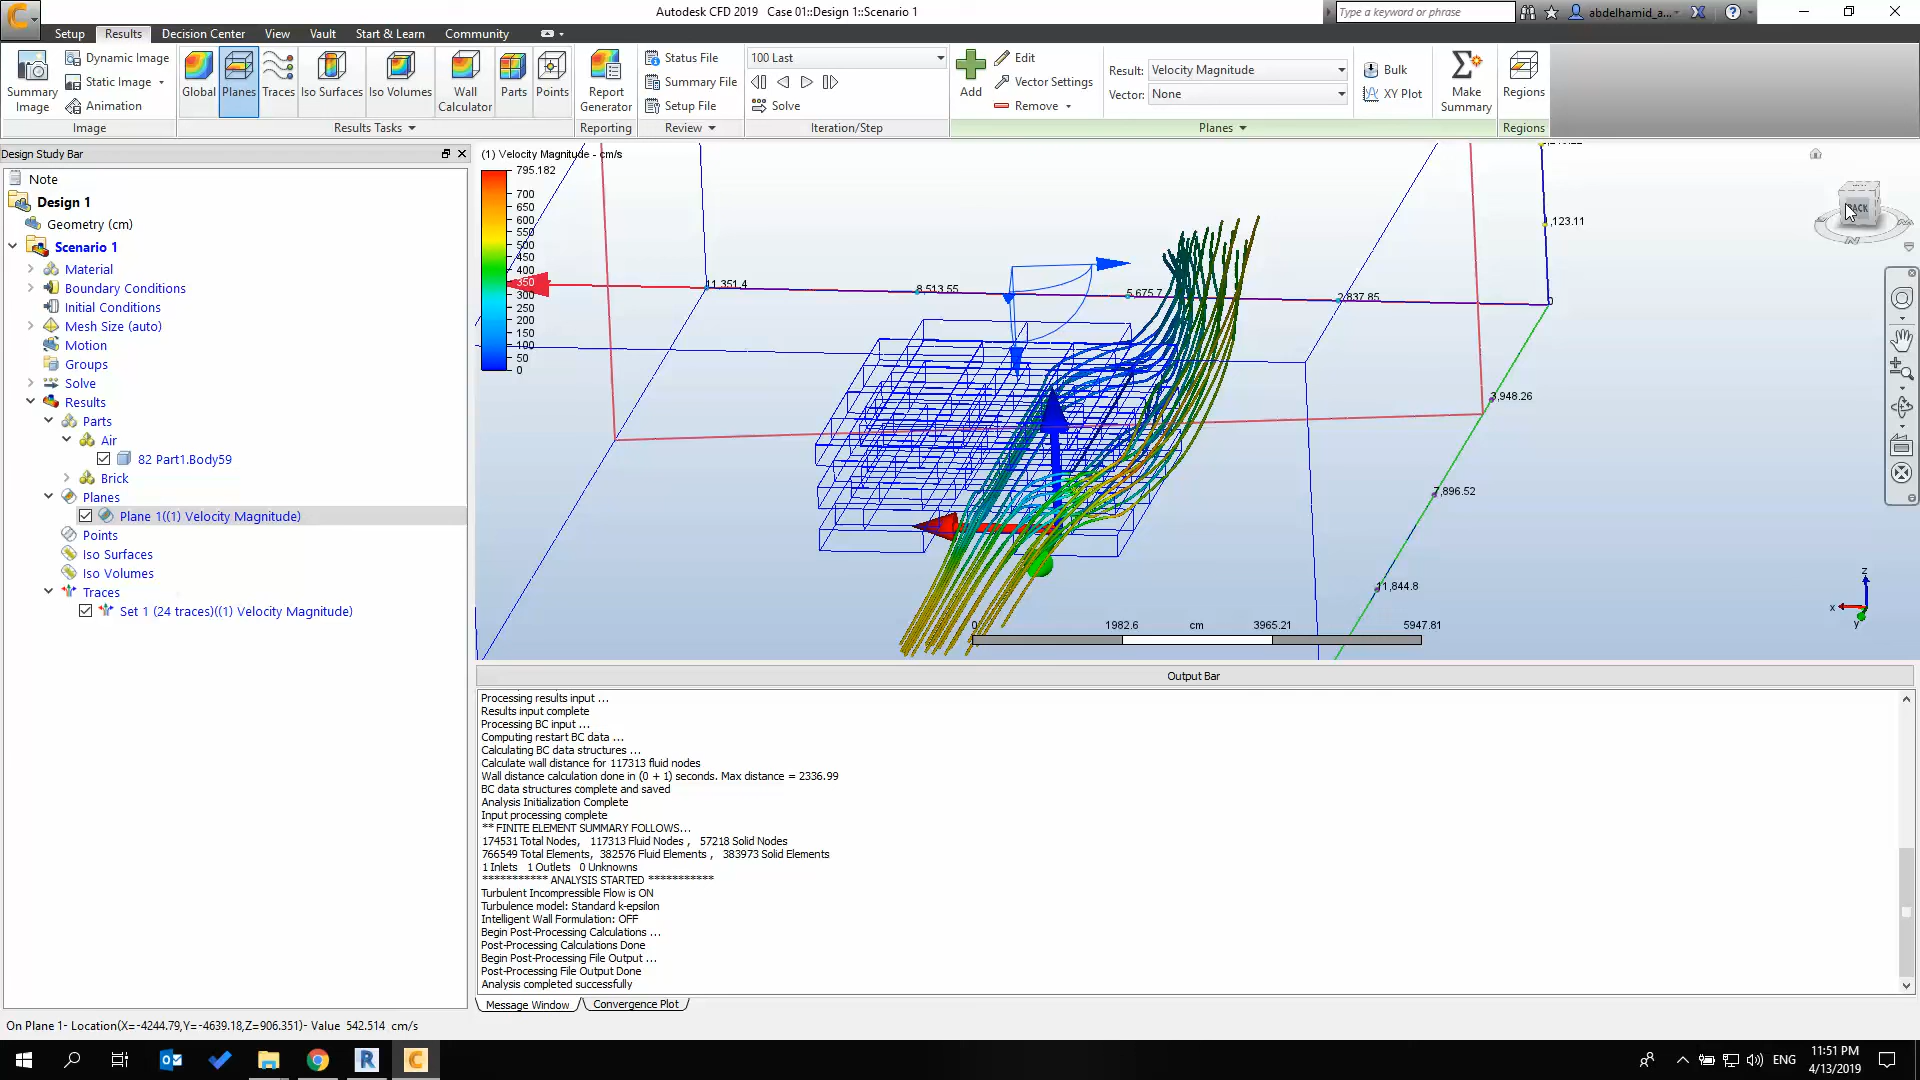 Autodesk CFD 2019   Case 01::Design 1::Scenario 1
Type a keyword or phrase
abdelhamid_a...
Setup Results Decision Center View Vault Start & Learn Community
Summary Image
Dynamic Image
Static Image
Animation
Image
Global Planes Traces Iso Surfaces Iso Volumes Wall Calculator Parts Points
Results Tasks
Report Generator
Reporting
Status File
Summary File
Setup File
Review
100 Last
Solve
Iteration/Step
Add
Edit
Vector Settings
Remove
Result: Velocity Magnitude
Vector: None
Bulk
XY Plot
Planes
Make Summary
Regions
Regions
Design Study Bar
Note
Design 1
Geometry (cm)
Scenario 1
Material
Boundary Conditions
Initial Conditions
Mesh Size (auto)
Motion
Groups
Solve
Results
Parts
Air
82 Part1.Body59
Brick
Planes
Plane 1((1) Velocity Magnitude)
Points
Iso Surfaces
Iso Volumes
Traces
Set 1 (24 traces)((1) Velocity Magnitude)
(1) Velocity Magnitude - cm/s
795.182
700
650
600
550
500
450
400
350
300
250
200
150
100
50
0
11,351.4
8,513.55
5,675.7
2,837.85
0
,123.11
3,948.26
7,896.52
11,844.8
BACK
z
x
y
0 1982.6 cm 3965.21 5947.81
Output Bar
Processing results input ...
Results input complete
Processing BC input ...
Computing restart BC data ...
Calculating BC data structures ...
Calculate wall distance for 117313 fluid nodes
Wall distance calculation done in (0 + 1) seconds. Max distance = 2336.99
BC data structures complete and saved
Analysis Initialization Complete
Input processing complete
** FINITE ELEMENT SUMMARY FOLLOWS...
174531 Total Nodes,   117313 Fluid Nodes ,   57218 Solid Nodes
766549 Total Elements,  382576 Fluid Elements ,   383973 Solid Elements
1 Inlets   1 Outlets   0 Unknowns
*********** ANALYSIS STARTED ***********
Turbulent Incompressible Flow is ON
Turbulence model: Standard k-epsilon
Intelligent Wall Formulation: OFF
Begin Post-Processing Calculations ...
Post-Processing Calculations Done
Begin Post-Processing File Output ...
Post-Processing File Output Done
Analysis completed successfully
Message Window
Convergence Plot
On Plane 1- Location(X=-4244.79,Y=-4639.18,Z=906.351)- Value  542.514  cm/s
ENG
11:51 PM
4/13/2019